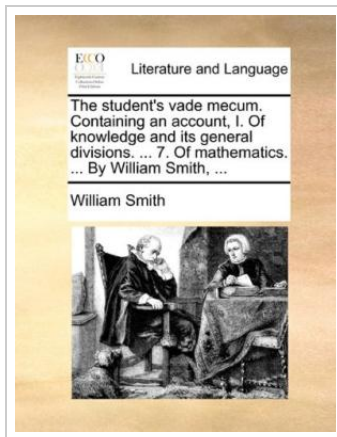 ECCO
Literature and Language
The student's vade mecum.
Containing an account, I. Of
knowledge and its general
divisions. ... 7. Of mathematics.
... By William Smith, ...
William Smith